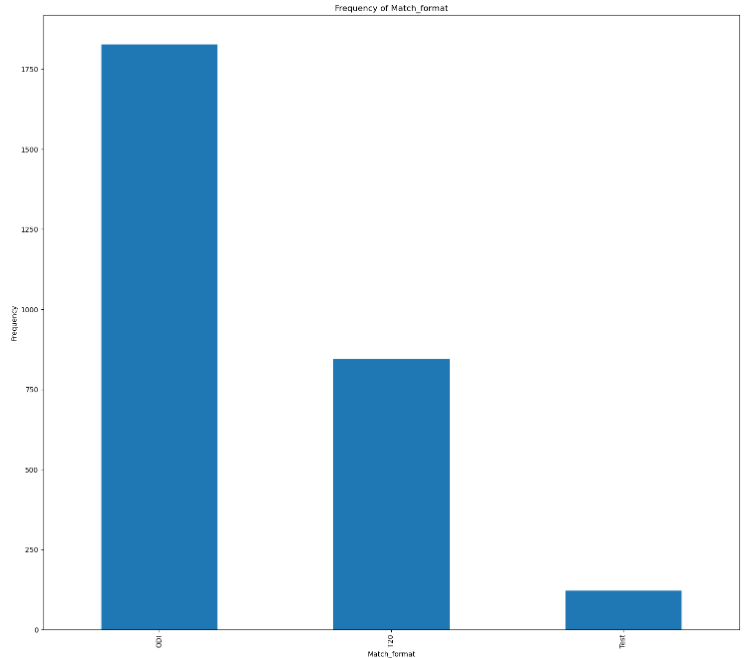 Frequency of Match_format
1750
1500
1250
1000
750
500
250
0
Frequency
ODI
T20
Test
Match_format